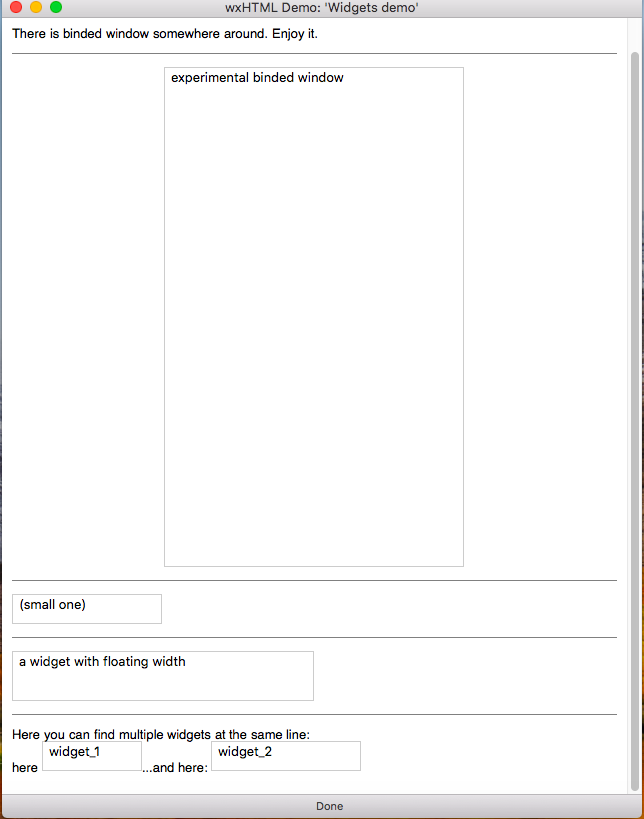 wxHTML Demo: 'Widgets demo'
There is binded window somewhere around. Enjoy it.
experimental binded window
(small one)
a widget with floating width
Here you can find multiple widgets at the same line:
here widget_1 ...and here: widget_2
Done